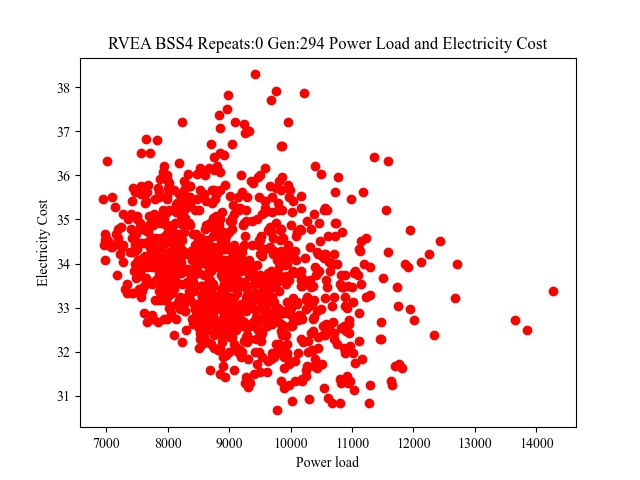 RVEA BSS4 Repeats:0 Gen:294 Power Load and Electricity Cost
38
37
36
35
34
33
32
31
Electricity Cost
7000 8000 9000 10000 11000 12000 13000 14000
Power load